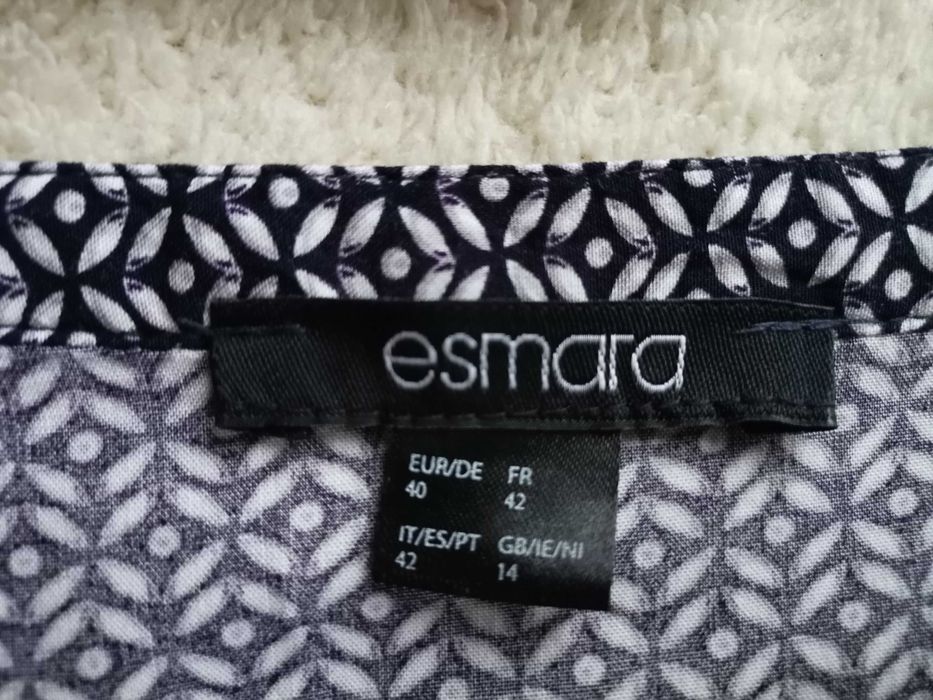 esmara
EUR/DE FR
40 42
IT/ES/PT GB/IE/NI
42 14